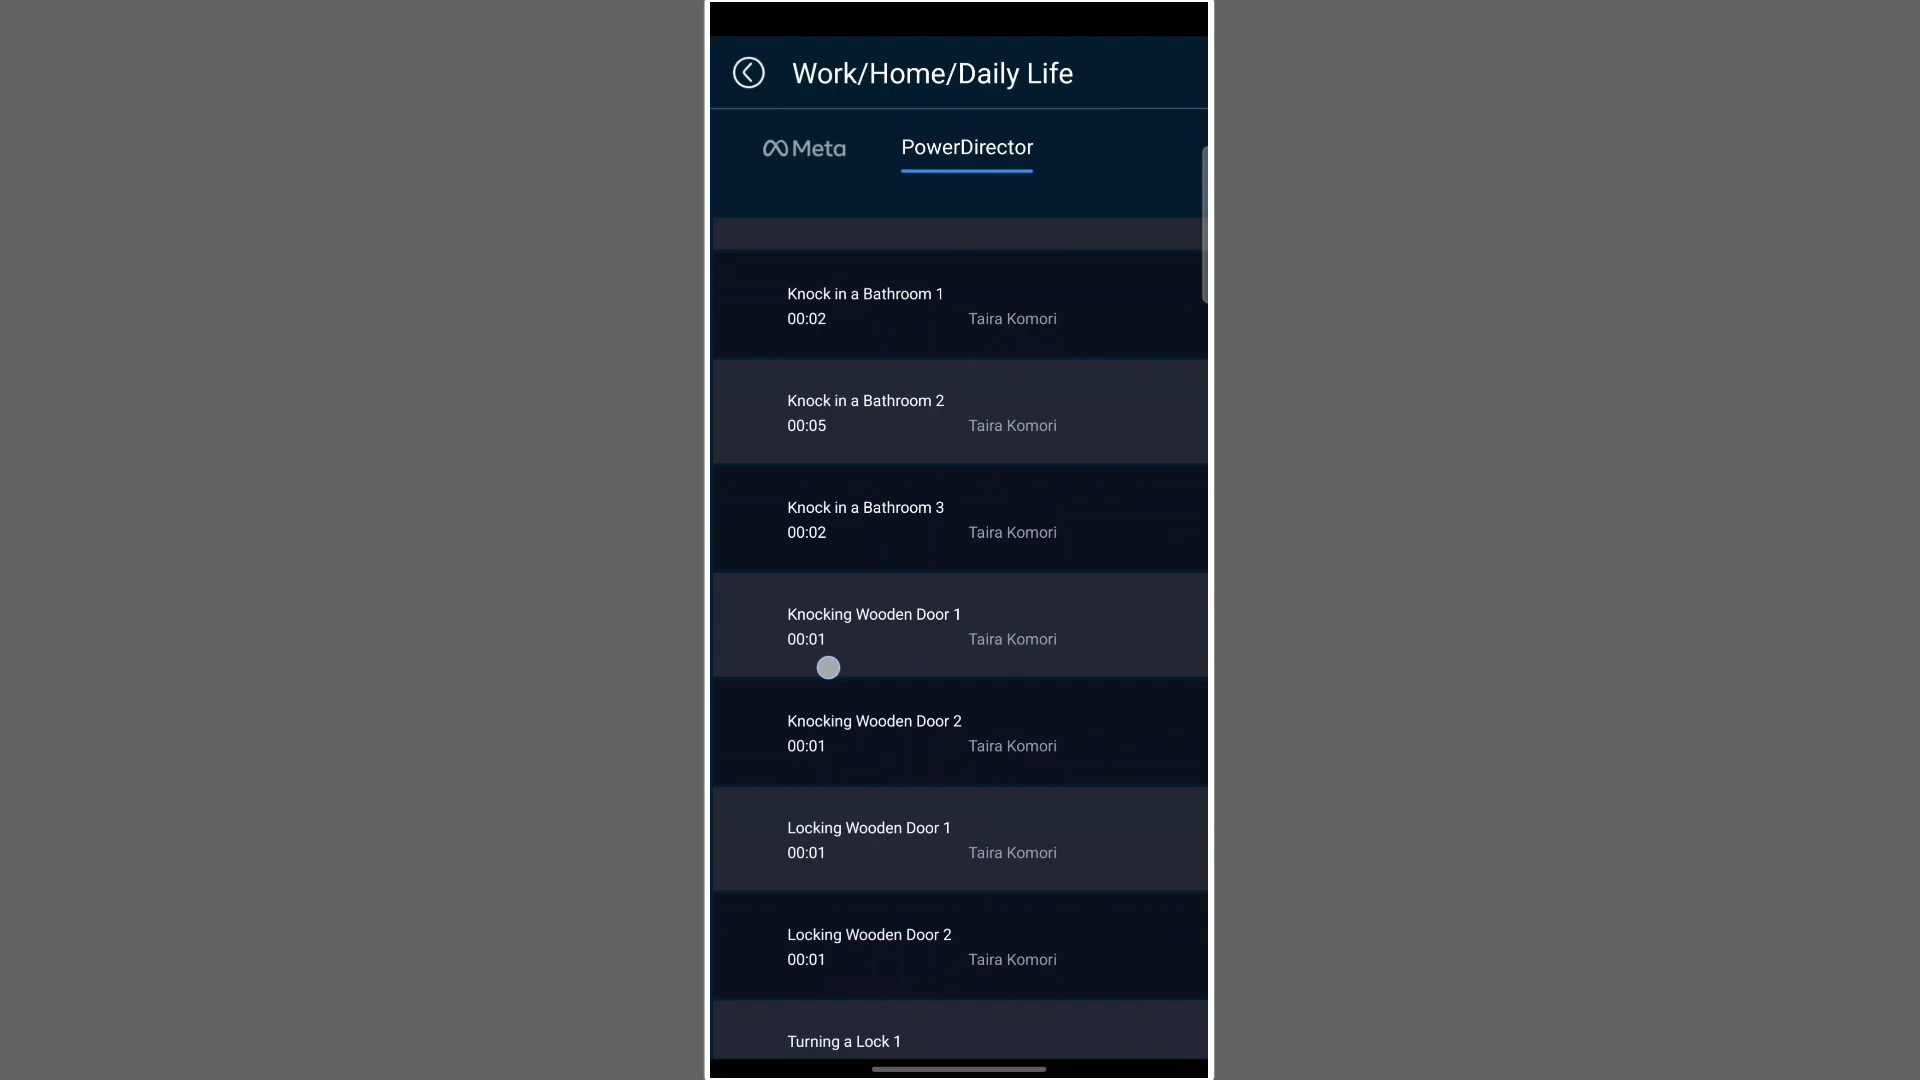 Work/Home/Daily Life
Meta PowerDirector
Knock in a Bathroom 1
00:02 Taira Komori
Knock in a Bathroom 2
00:05 Taira Komori
Knock in a Bathroom 3
00:02 Taira Komori
Knocking Wooden Door 1
00:01 Taira Komori
Knocking Wooden Door 2
00:01 Taira Komori
Locking Wooden Door 1
00:01 Taira Komori
Locking Wooden Door 2
00:01 Taira Komori
Turning a Lock 1